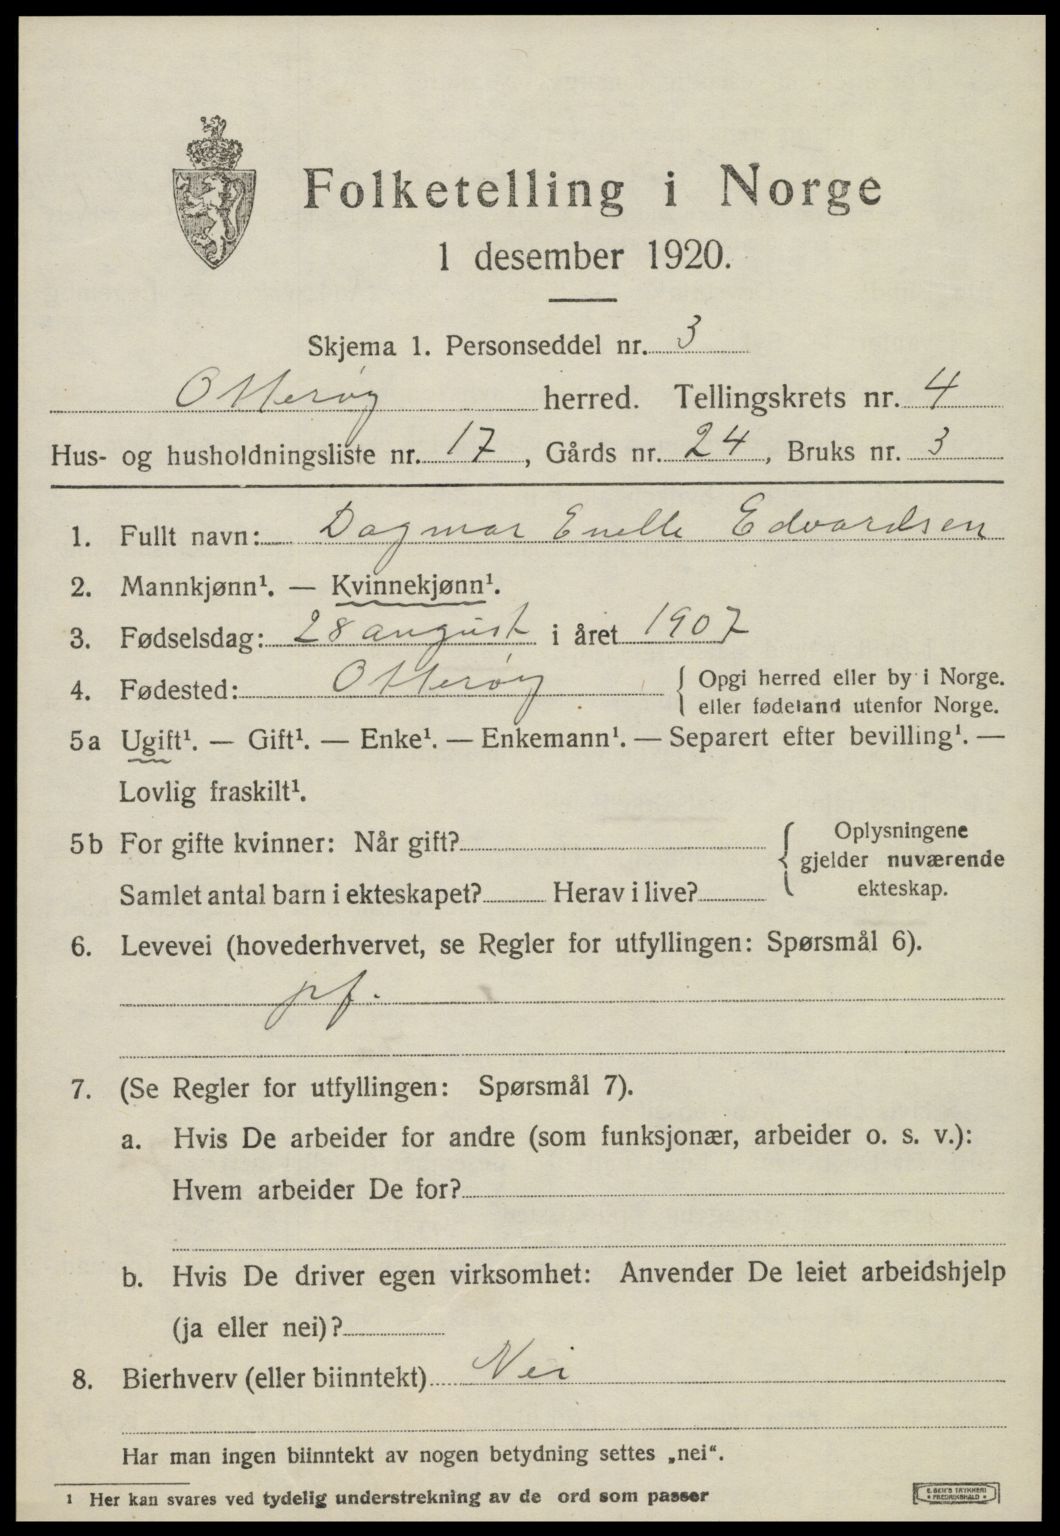 Folketelling i Norge
1 desember 1920.
Skjema 1. Personseddel nr. 3
Otterøy herred. Tellingskrets nr. 4
Hus- og husholdningsliste nr. 17, Gårds nr. 24, Bruks nr. 3
1. Fullt navn: Dagmar Enelle Edvardsen
2. Mannkjønn¹. — Kvinnekjønn¹.
3. Fødselsdag: 28 august i året 1907
4. Fødested: Otterøy { Opgi herred eller by i Norge.
eller fødeland utenfor Norge.
5a Ugift¹. — Gift¹. — Enke¹. — Enkemann¹. — Separert efter bevilling¹. —
Lovlig fraskilt¹.
5b For gifte kvinner: Når gift?
Samlet antal barn i ekteskapet? Herav i live?
{ Oplysningene
gjelder nuværende
ekteskap.
6. Levevei (hovederhvervet, se Regler for utfyllingen: Spørsmål 6).
pf.
7. (Se Regler for utfyllingen: Spørsmål 7).
a. Hvis De arbeider for andre (som funksjonær, arbeider o. s. v.):
Hvem arbeider De for?
b. Hvis De driver egen virksomhet: Anvender De leiet arbeidshjelp
(ja eller nei)?
8. Bierhverv (eller biinntekt) Nei
Har man ingen biinntekt av nogen betydning settes „nei“.
¹ Her kan svares ved tydelig understrekning av de ord som passer
E. SEM'S TRYKKERI
FREDRIKSHALD